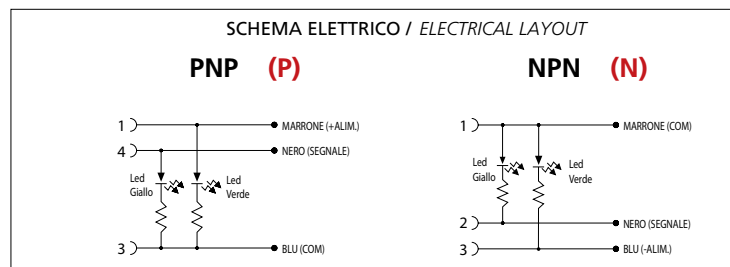 SCHEMA ELETTRICO / ELECTRICAL LAYOUT
PNP (P)
1
MARRONE (+ALIM.)
4
NERO (SEGNALE)
Led
Giallo
Led
Verde
3
BLU (COM)
NPN (N)
1
MARRONE (COM)
Led
Giallo
Led
Verde
2
NERO (SEGNALE)
3
BLU (-ALIM.)